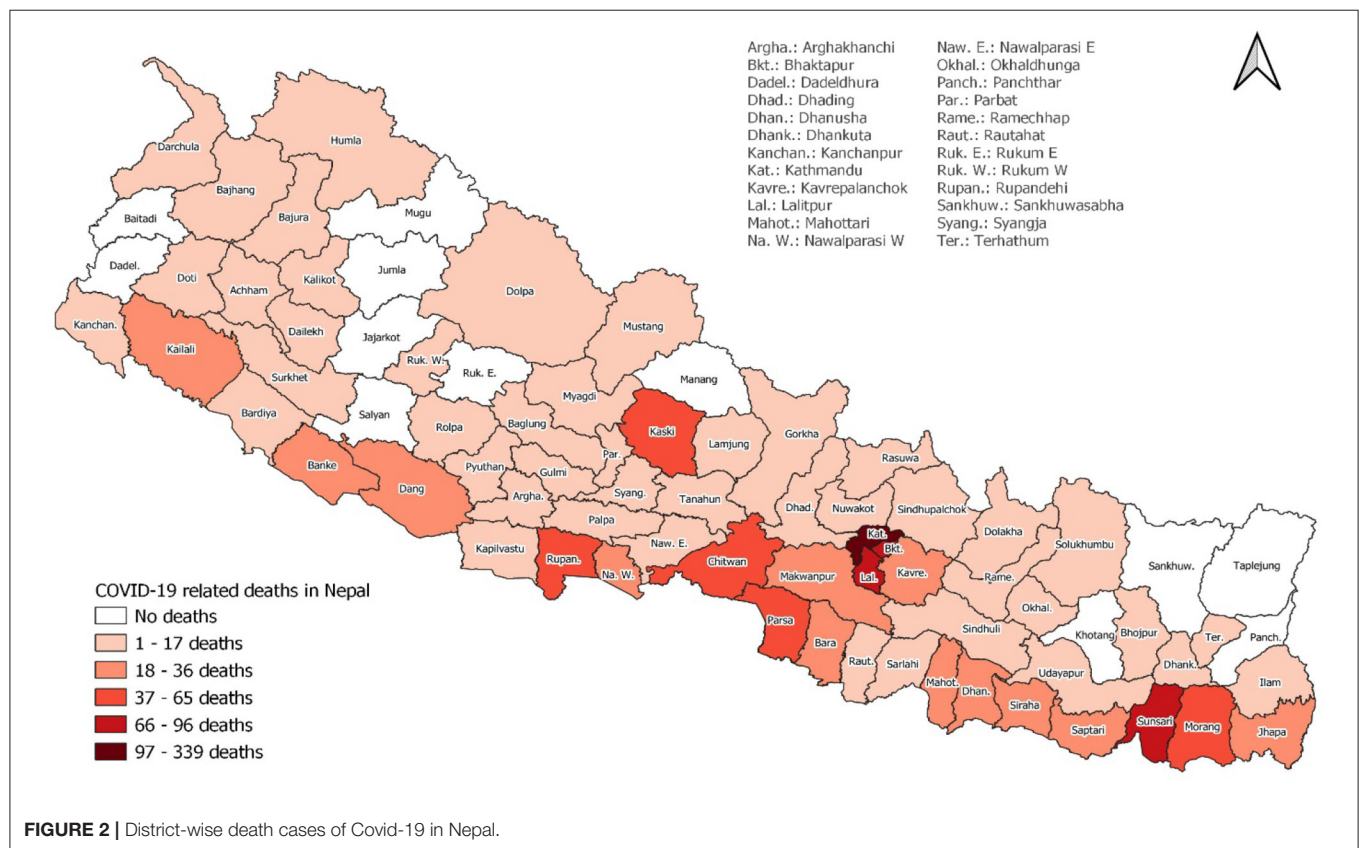 Argha.: Arghakhanchi
Bkt.: Bhaktapur
Dadel.: Dadeldhura
Dhad.: Dhading
Dhan.: Dhanusha
Dhank.: Dhankuta
Kanchan.: Kanchanpur
Kat.: Kathmandu
Kavre.: Kavrepalanchok
Lal.: Lalitpur
Mahot.: Mahottari
Na. W.: Nawalparasi W
Naw. E.: Nawalparasi E
Okhal.: Okhaldhunga
Panch.: Panchthar
Par.: Parbat
Rame.: Ramechhap
Raut.: Rautahat
Ruk. E.: Rukum E
Ruk. W.: Rukum W
Rupan.: Rupandehi
Sankhuw.: Sankhuwasabha
Syang.: Syangja
Ter.: Terhathum
Darchula
Humla
Bajhang
Baitadi
Bajura
Mugu
Dadel.
Doti
Achham
Kalikot
Jumla
Dolpa
Kanchan.
Kailali
Dailekh
Jajarkot
Mustang
Surkhet
Ruk. W.
Ruk. E.
Manang
Bardiya
Salyan
Myagdi
Rolpa
Baglung
Kaski
Lamjung
Gorkha
Banke
Dang
Pyuthan
Gulmi
Par.
Rasuwa
Argha.
Syang.
Tanahun
Dhad.
Nuwakot
Sindhupalchok
Kapilvastu
Palpa
Naw. E.
Kat.
Dolakha
Solukhumbu
Rupan.
Na. W.
Chitwan
Makwanpur
Bkt.
Lal.
Kavre.
Rame.
Sankhuw.
Taplejung
Okhal.
Parsa
Bara
Sindhuli
Khotang
Bhojpur
Ter.
Panch.
Raut.
Sarlahi
Udayapur
Dhank.
Ilam
Mahot.
Dhan.
Siraha
Saptari
Sunsari
Morang
Jhapa
COVID-19 related deaths in Nepal
No deaths
1 - 17 deaths
18 - 36 deaths
37 - 65 deaths
66 - 96 deaths
97 - 339 deaths
FIGURE 2 | District-wise death cases of Covid-19 in Nepal.